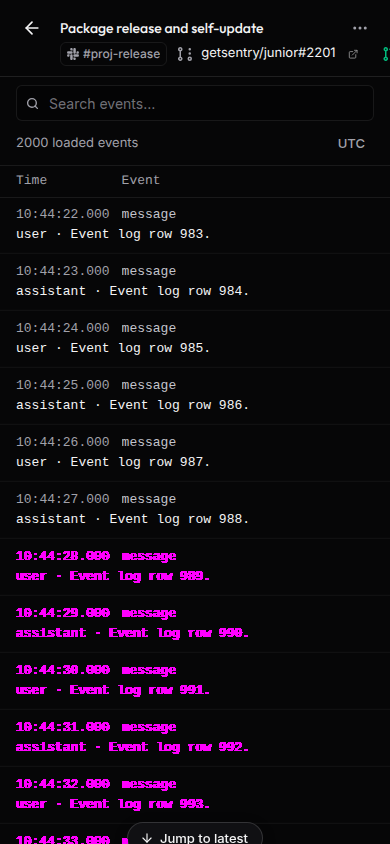 Package release and self-update
#proj-release getsentry/junior#2201
Search events...
2000 loaded events UTC
Time Event
10:44:22.000 message
user · Event log row 983.
10:44:23.000 message
assistant · Event log row 984.
10:44:24.000 message
user · Event log row 985.
10:44:25.000 message
assistant · Event log row 986.
10:44:26.000 message
user · Event log row 987.
10:44:27.000 message
assistant · Event log row 988.
10:44:28.000 message
user · Event log row 989.
10:44:29.000 message
assistant · Event log row 990.
10:44:30.000 message
user · Event log row 991.
10:44:31.000 message
assistant · Event log row 992.
10:44:32.000 message
user · Event log row 993.
10:44:33.000
Jump to latest